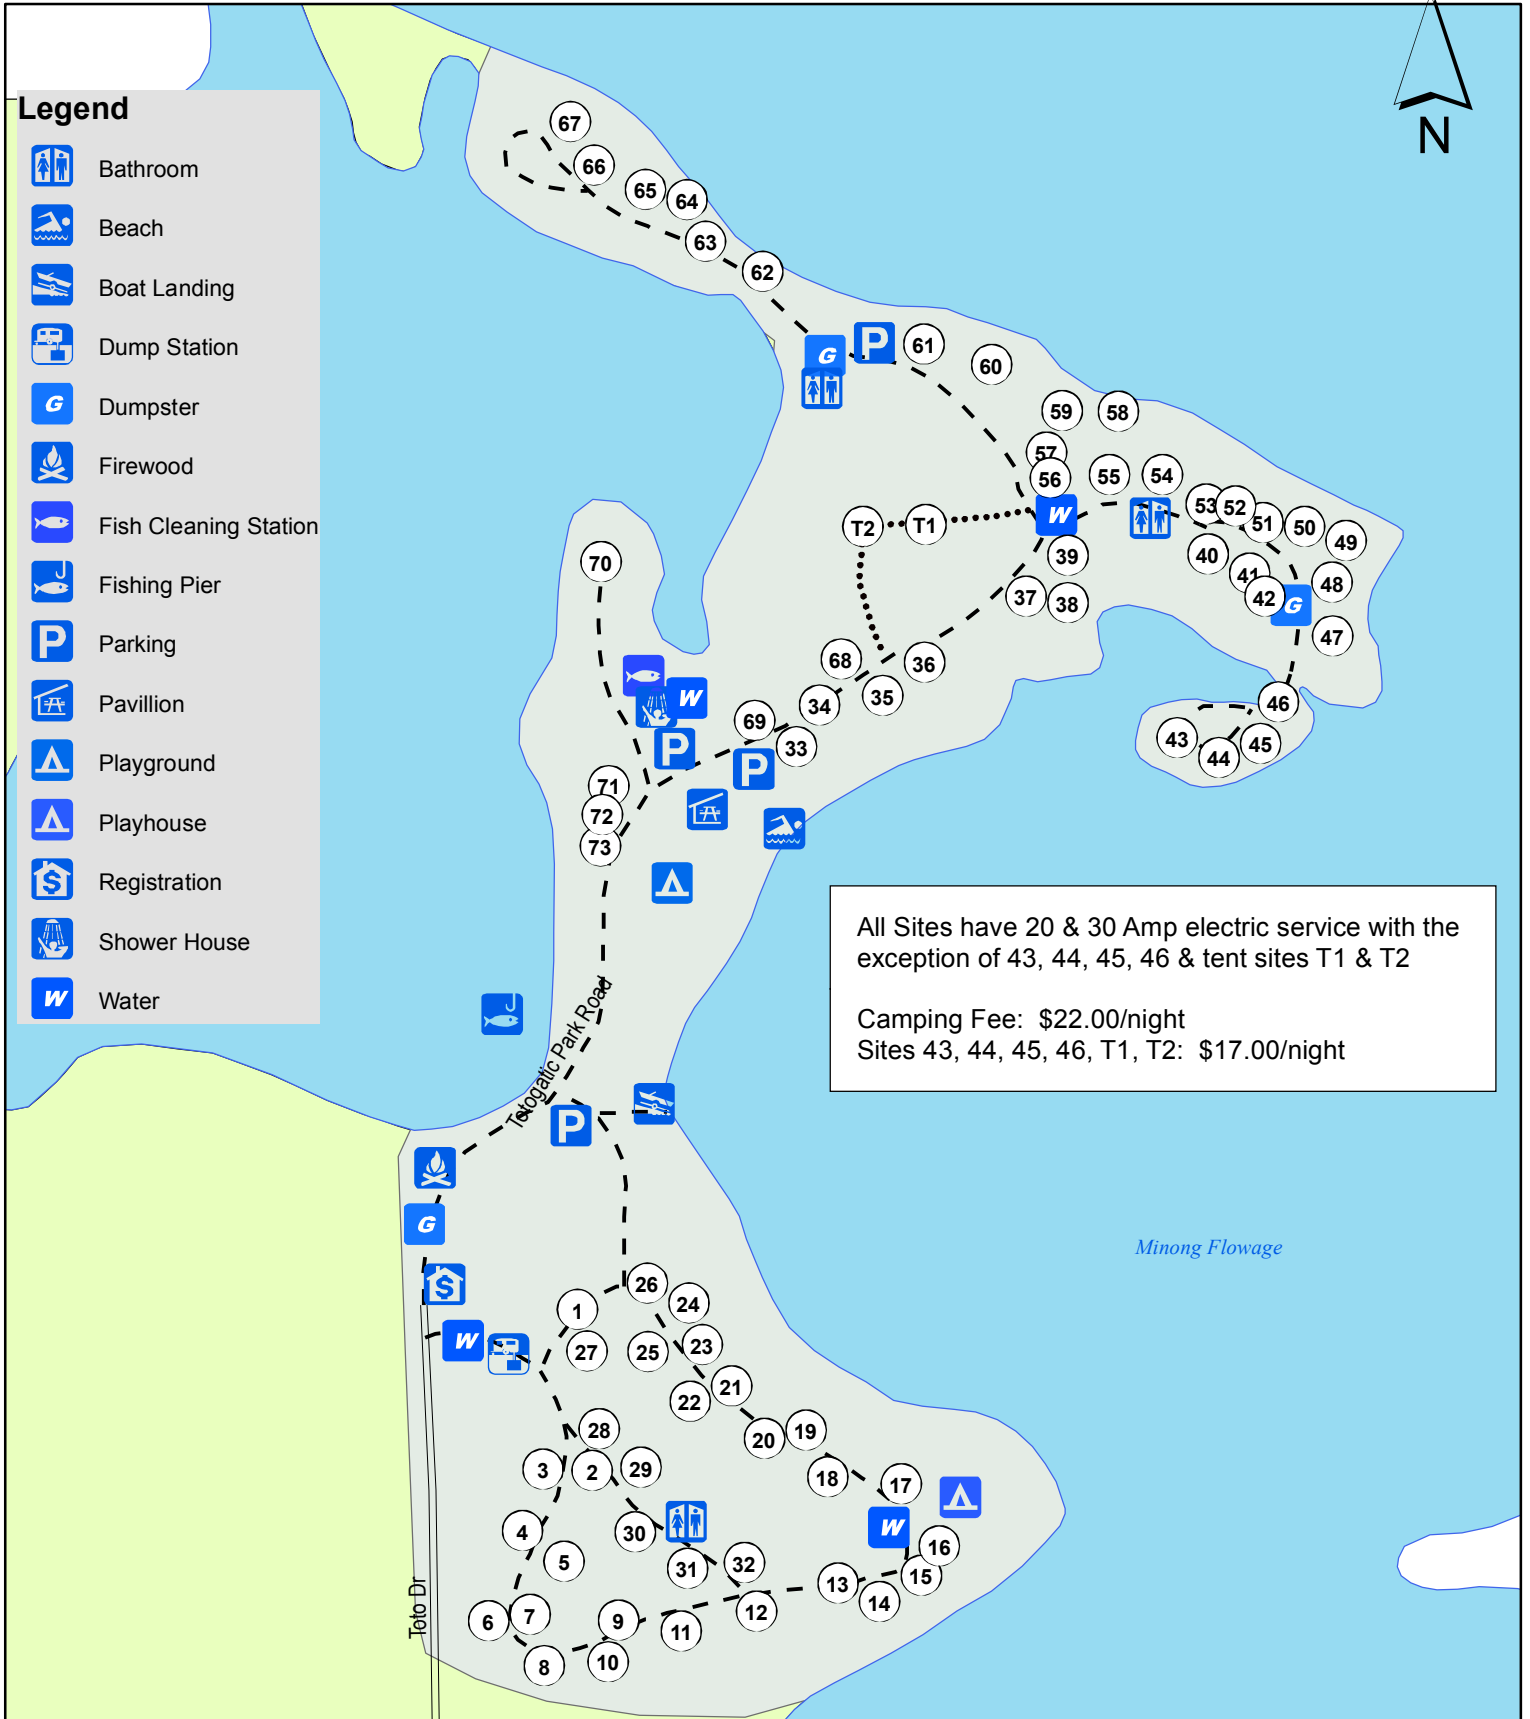 N
Legend
Bathroom
Beach
Boat Landing
Dump Station
G Dumpster
Firewood
Fish Cleaning Station
Fishing Pier
P Parking
Pavillion
Playground
Playhouse
$ Registration
Shower House
W Water
67
66
65
64
63
62
G
P
61
60
59
58
57
56
55
54
53
52
51
50
49
W
T2
T1
39
40
41
42
G
48
47
37
38
70
68
36
35
34
46
43
44
45
W
P
69
33
P
71
72
73
All Sites have 20 & 30 Amp electric service with the
exception of 43, 44, 45, 46 & tent sites T1 & T2
Camping Fee: $22.00/night
Sites 43, 44, 45, 46, T1, T2: $17.00/night
Totogatic Park Road
P
G
$
W
Minong Flowage
26
1
24
27
25
23
22
21
28
20
19
3
2
29
18
17
4
30
W
5
31
32
16
15
13
14
6
7
9
12
11
8
10
Toto Dr